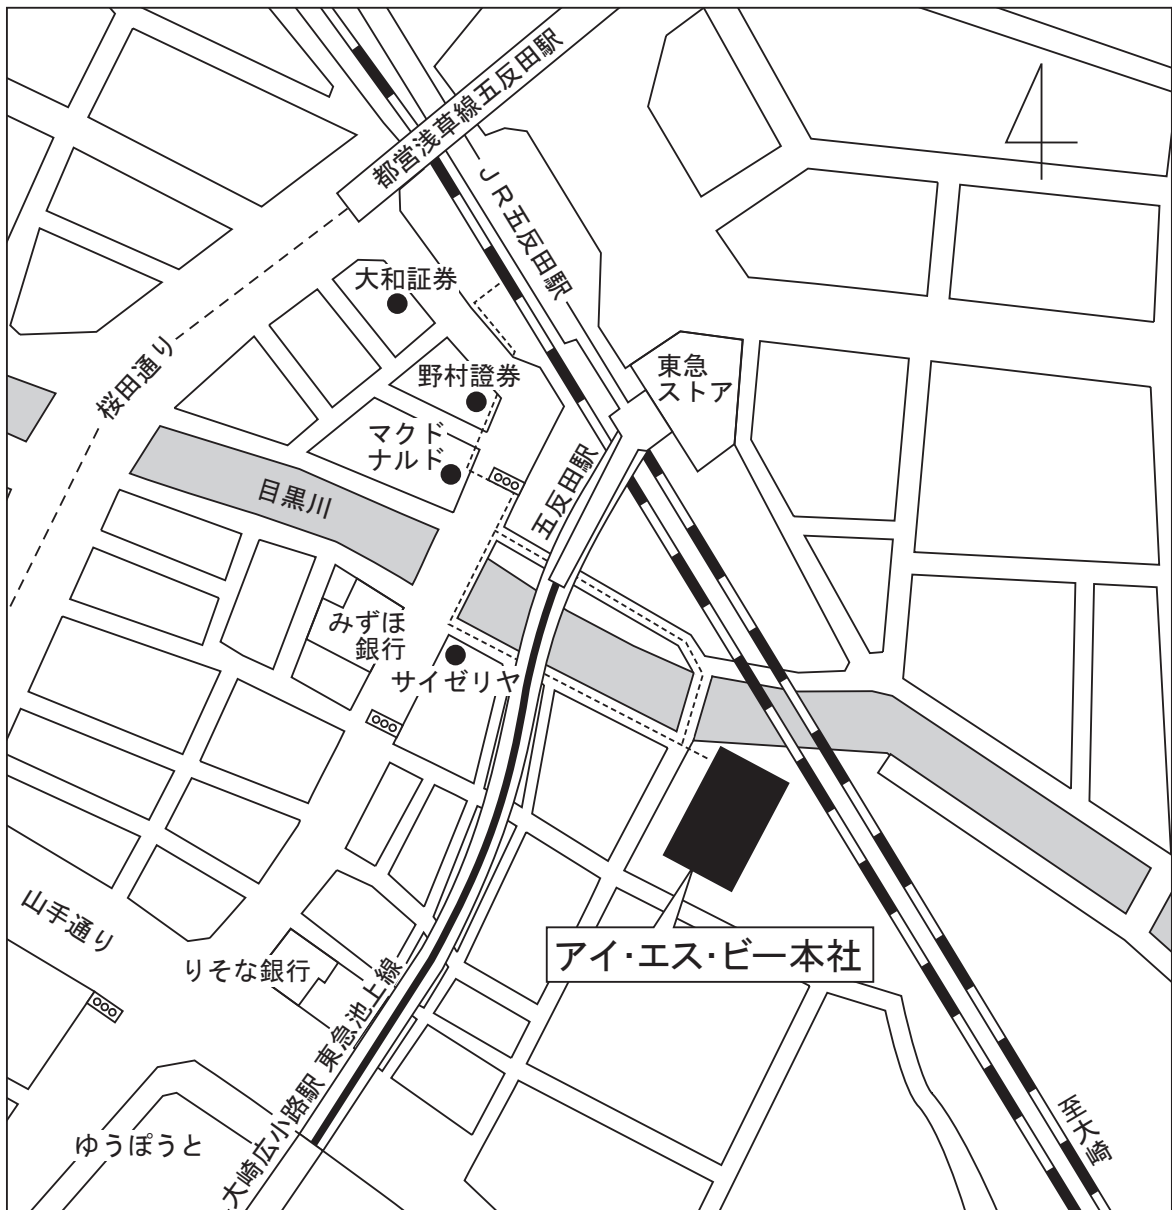 都営浅草線五反田駅
JR五反田駅
大和証券
桜田通り
野村證券
東急
ストア
マクド
ナルド
五反田駅
目黒川
みずほ
銀行
サイゼリヤ
山手通り
りそな銀行
アイ・エス・ビー本社
東急池上線
大崎広小路駅
ゆうぽうと
至大崎